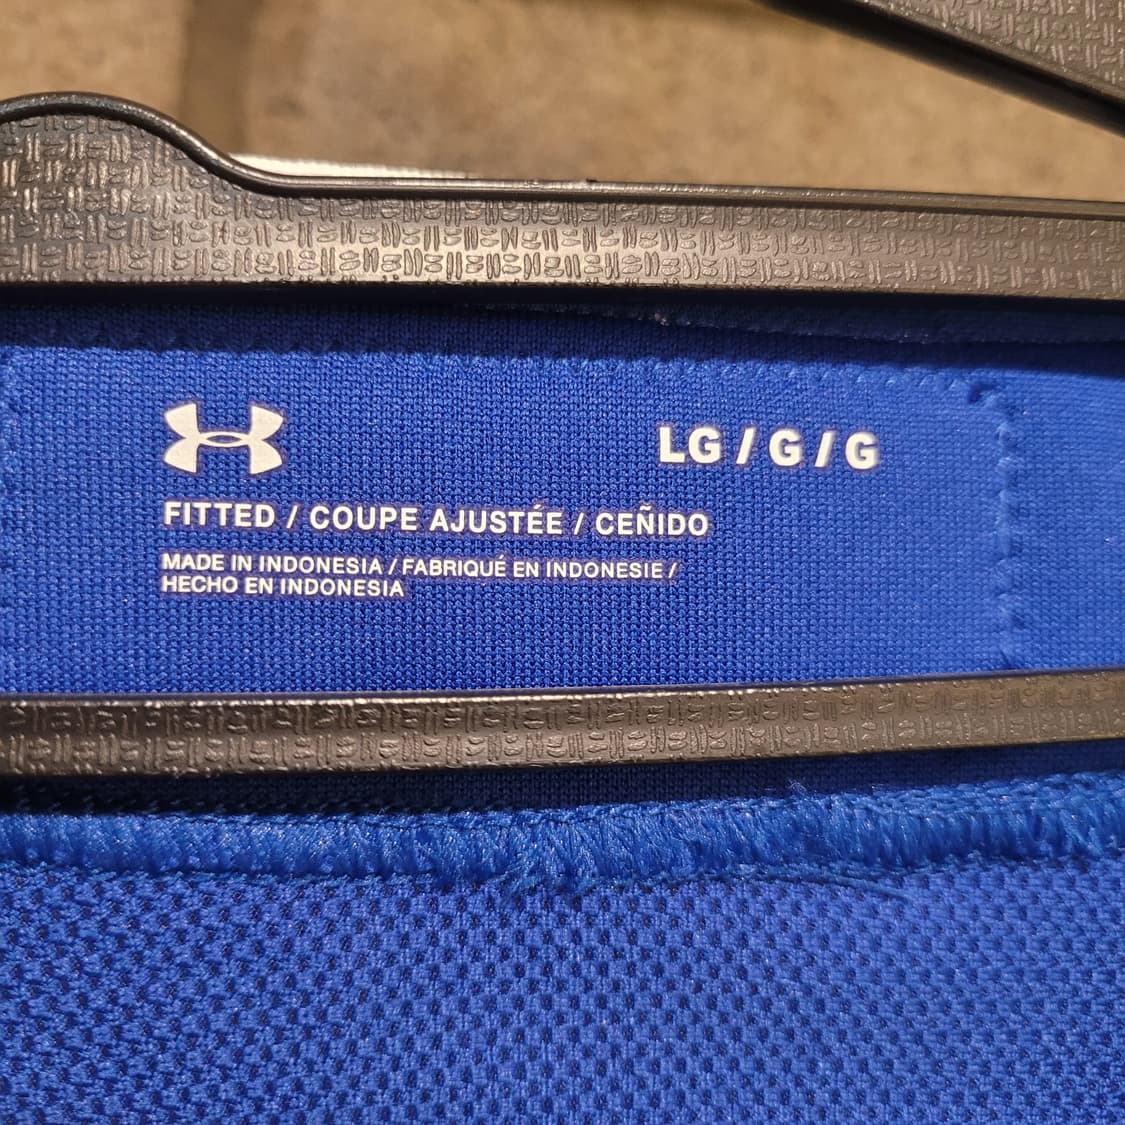 LG / G / G
FITTED / COUPE AJUSTÉE / CEÑIDO
MADE IN INDONESIA / FABRIQUÉ EN INDONESIE /
HECHO EN INDONESIA